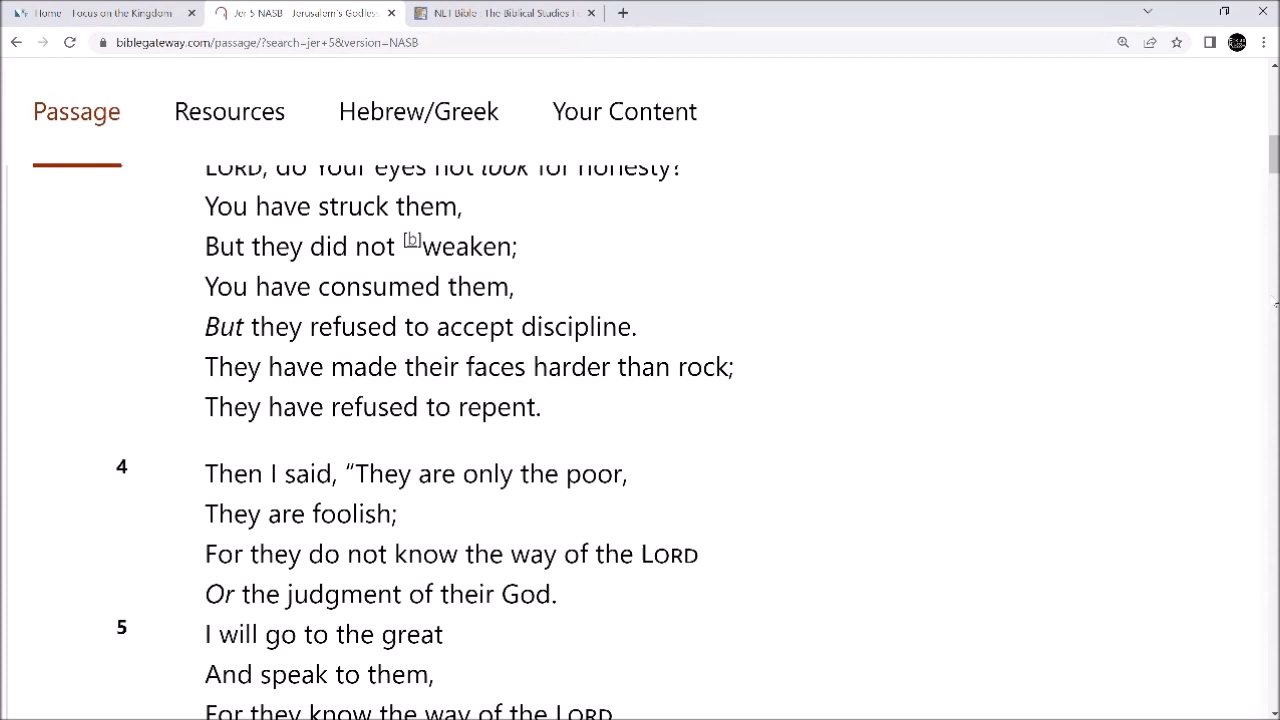 Home - Focus on the Kingdom
Jer 5 NASB - Jerusalem's Godless
NET Bible - The Biblical Studies F
biblegateway.com/passage/?search=jer+5&version=NASB
Passage Resources Hebrew/Greek Your Content
LORD, do Your eyes not look for honesty?
You have struck them,
But they did not [b]weaken;
You have consumed them,
But they refused to accept discipline.
They have made their faces harder than rock;
They have refused to repent.
4 Then I said, “They are only the poor,
They are foolish;
For they do not know the way of the LORD
Or the judgment of their God.
5 I will go to the great
And speak to them,
For they know the way of the LORD